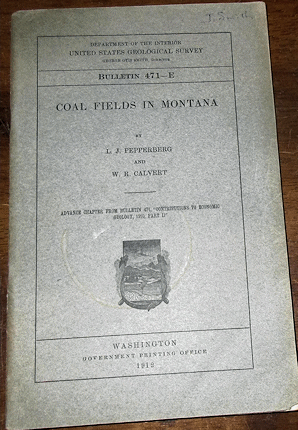 DEPARTMENT OF THE INTERIOR
UNITED STATES GEOLOGICAL SURVEY
GEORGE OTIS SMITH, DIRECTOR
BULLETIN 471—E
COAL FIELDS IN MONTANA
BY
L. J. PEPPERBERG
AND
W. R. CALVERT
ADVANCE CHAPTER FROM BULLETIN 471, "CONTRIBUTIONS TO ECONOMIC
GEOLOGY, 1910, PART II"
WASHINGTON
GOVERNMENT PRINTING OFFICE
1912